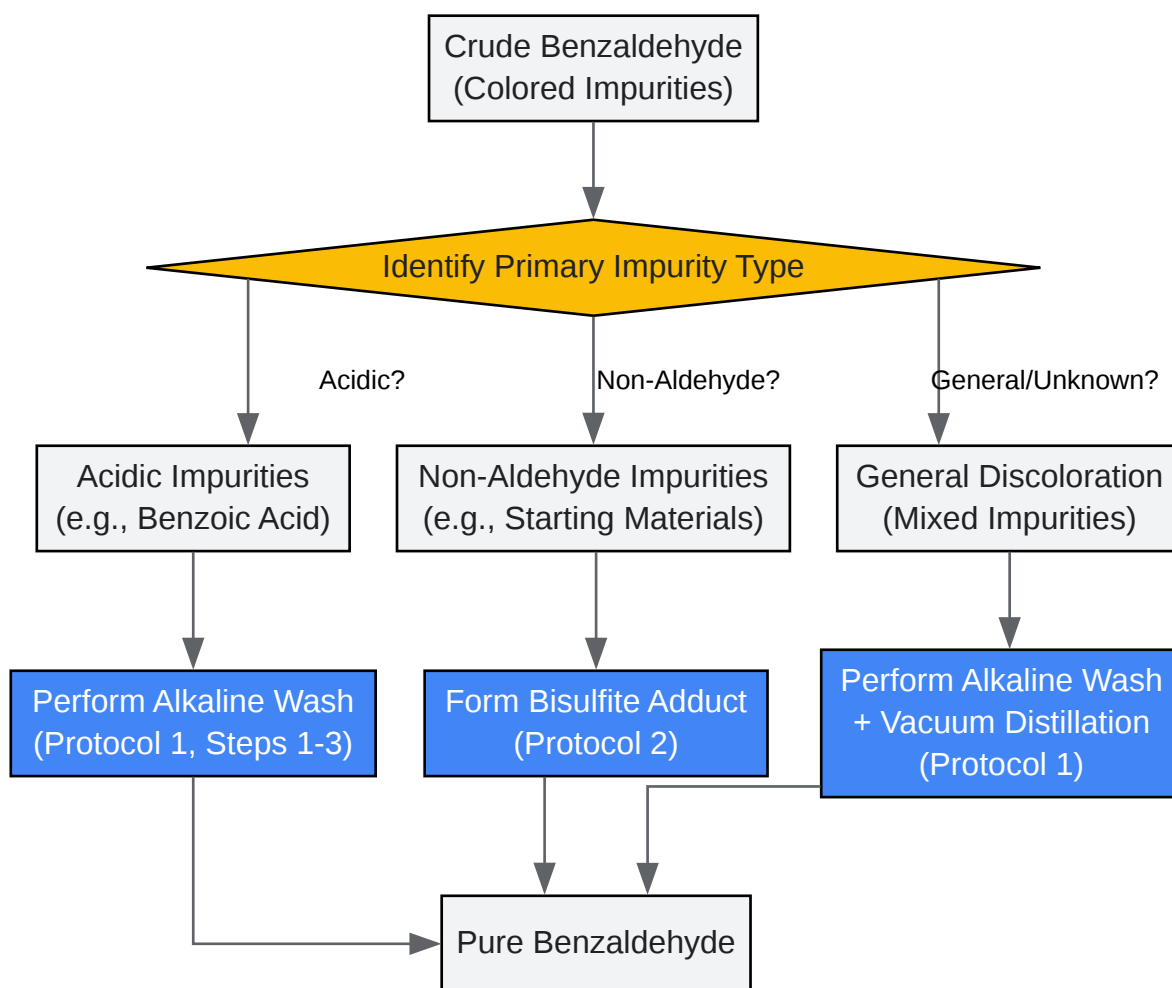 Crude Benzaldehyde
(Colored Impurities)
Identify Primary Impurity Type
Acidic?
Non-Aldehyde?
General/Unknown?
Acidic Impurities
(e.g., Benzoic Acid)
Non-Aldehyde Impurities
(e.g., Starting Materials)
General Discoloration
(Mixed Impurities)
Perform Alkaline Wash
(Protocol 1, Steps 1-3)
Form Bisulfite Adduct
(Protocol 2)
Perform Alkaline Wash
+ Vacuum Distillation
(Protocol 1)
Pure Benzaldehyde